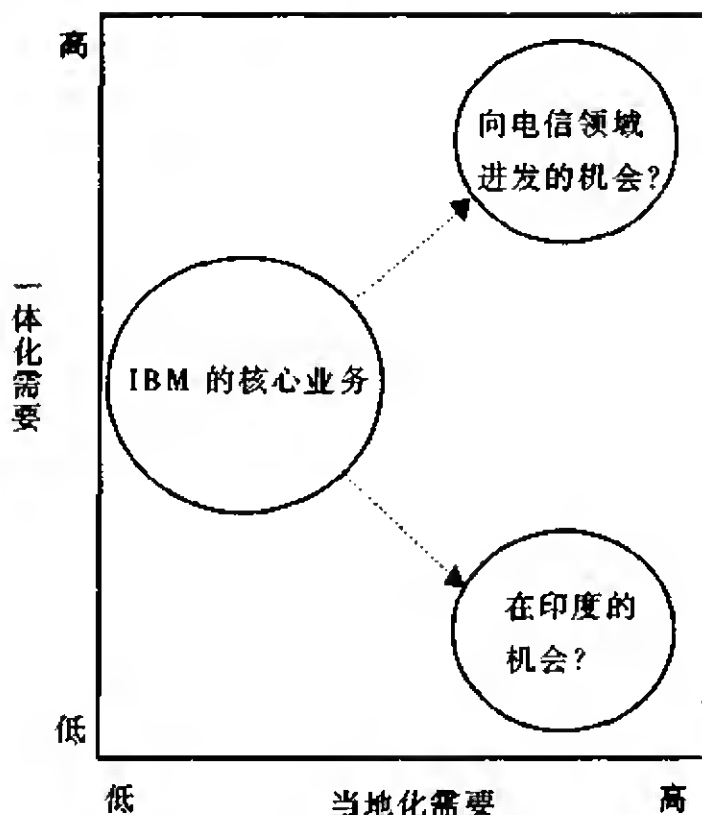 高
向电信领域
进发的机会？
一体化需要
IBM 的核心业务
在印度的
机会？
低
低
当地化需要
高